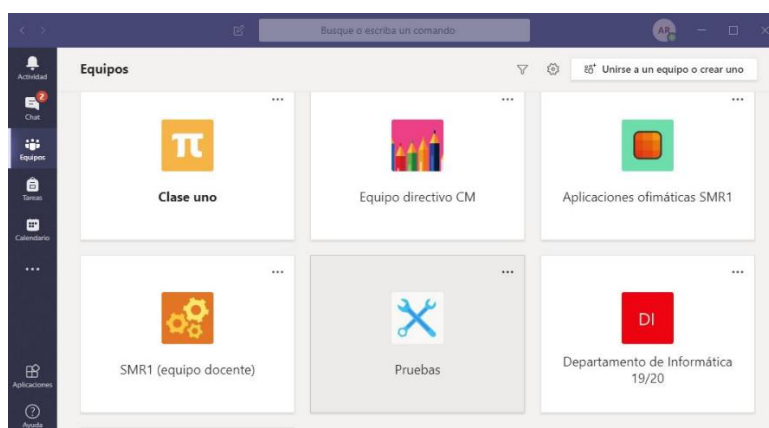 Busque o escriba un comando
AR
Actividad
2
Chat
Equipos
Tareas
Calendario
Aplicaciones
Ayuda
Equipos
Unirse a un equipo o crear uno
π
Clase uno
Equipo directivo CM
Aplicaciones ofimáticas SMR1
SMR1 (equipo docente)
Pruebas
DI
Departamento de Informática
19/20